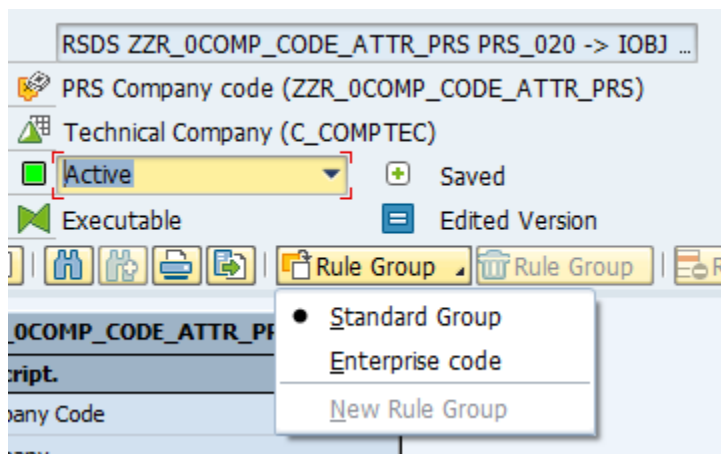 RSDS ZZR_0COMP_CODE_ATTR_PRS PRS_020 -> IOBJ ...
PRS Company code (ZZR_0COMP_CODE_ATTR_PRS)
Technical Company (C_COMPTEC)
Active Saved
Executable Edited Version
Rule Group Rule Group
Standard Group
Enterprise code
New Rule Group
_0COMP_CODE_ATTR_PR
cript.
pany Code